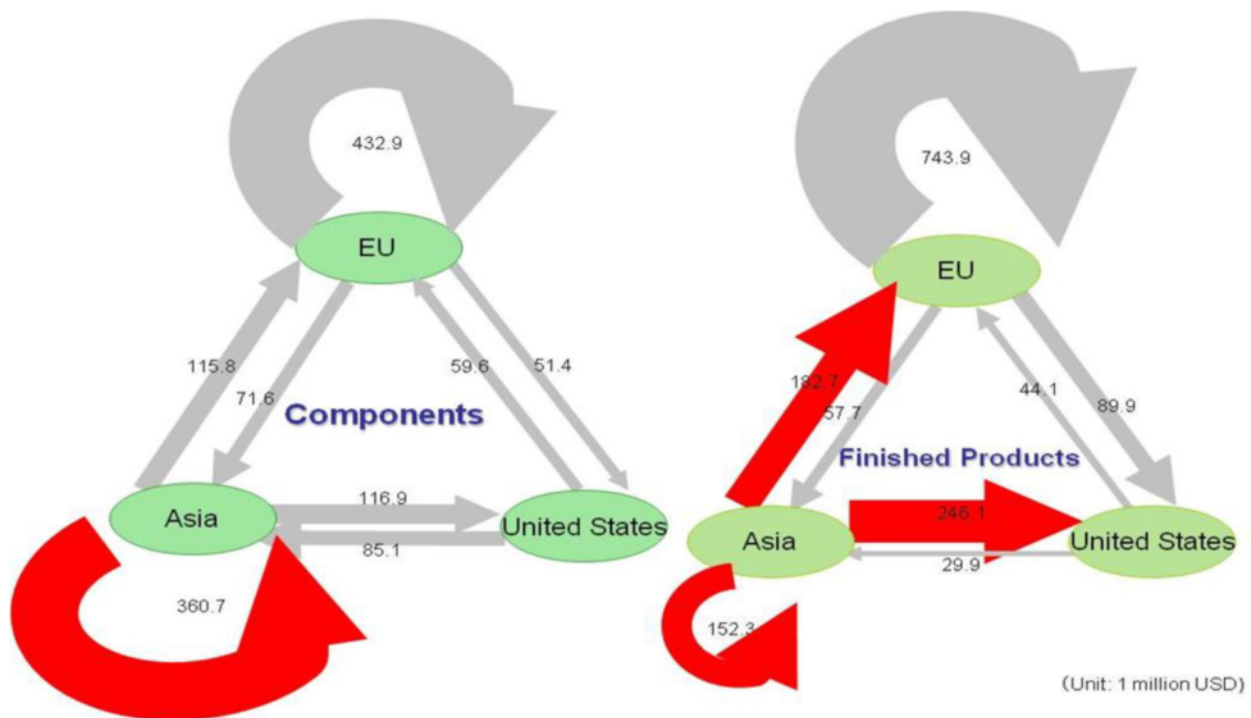 432.9
EU
115.8
71.6
59.6
51.4
Components
Asia
116.9
United States
85.1
360.7
743.9
EU
182.7
57.7
44.1
89.9
Finished Products
Asia
246.1
United States
29.9
152.3
(Unit: 1 million USD)